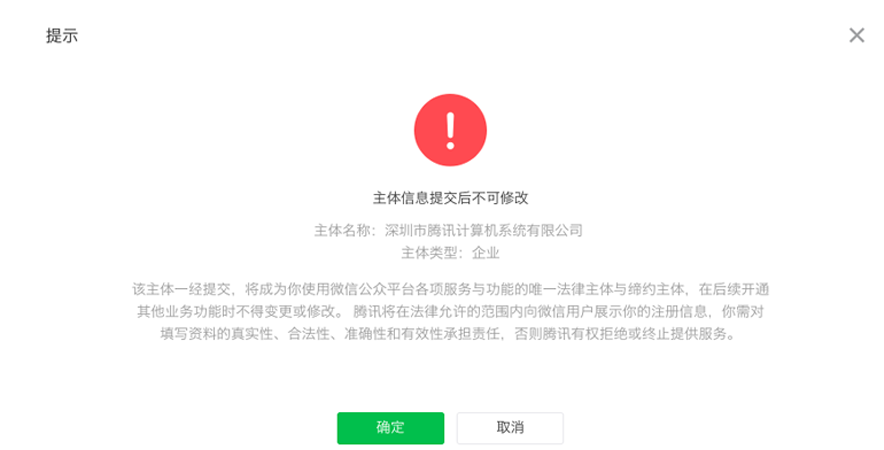 提示
主体信息提交后不可修改
主体名称：深圳市腾讯计算机系统有限公司
主体类型：企业
该主体一经提交，将成为你使用微信公众平台各项服务与功能的唯一法律主体与缔约主体，在后续开通
其他业务功能时不得变更或修改。 腾讯将在法律允许的范围内向微信用户展示你的注册信息，你需对
填写资料的真实性、合法性、准确性和有效性承担责任，否则腾讯有权拒绝或终止提供服务。
确定
取消